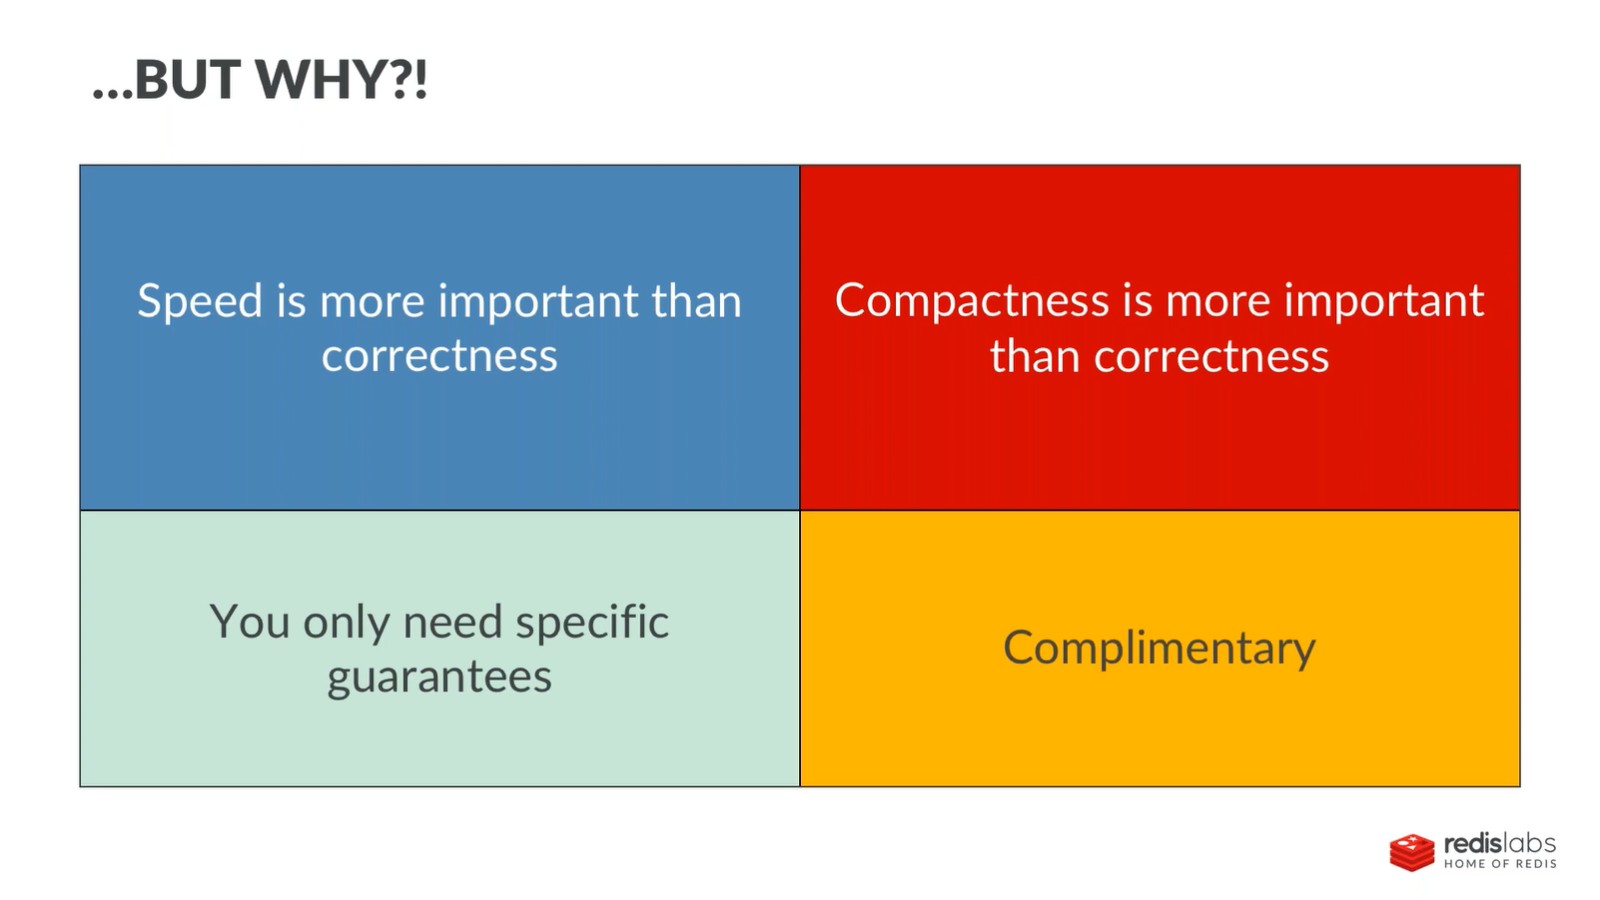 ...BUT WHY?!
Speed is more important than
correctness
Compactness is more important
than correctness
You only need specific
guarantees
Complimentary
redislabs
HOME OF REDIS